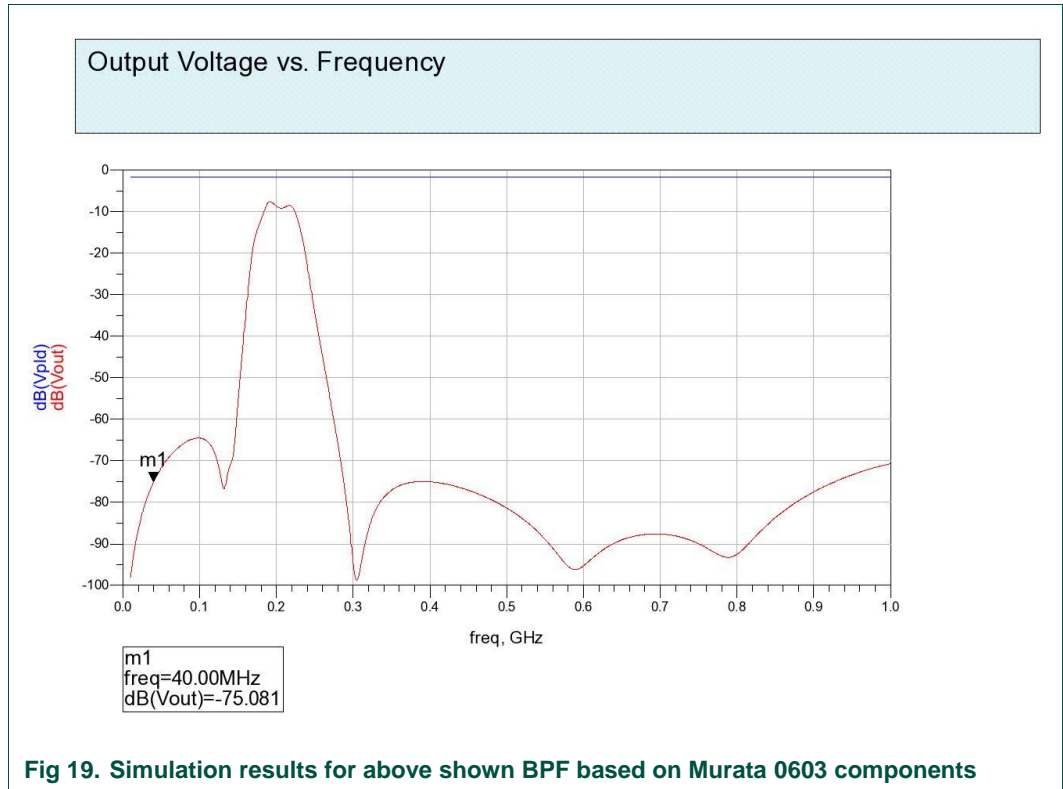 Output Voltage vs. Frequency
0
-10
-20
-30
-40
-50
-60
-70
-80
-90
-100
dB(Vpld)
dB(Vout)
m1
0.0 0.1 0.2 0.3 0.4 0.5 0.6 0.7 0.8 0.9 1.0
freq, GHz
m1
freq=40.00MHz
dB(Vout)=-75.081
Fig 19. Simulation results for above shown BPF based on Murata 0603 components